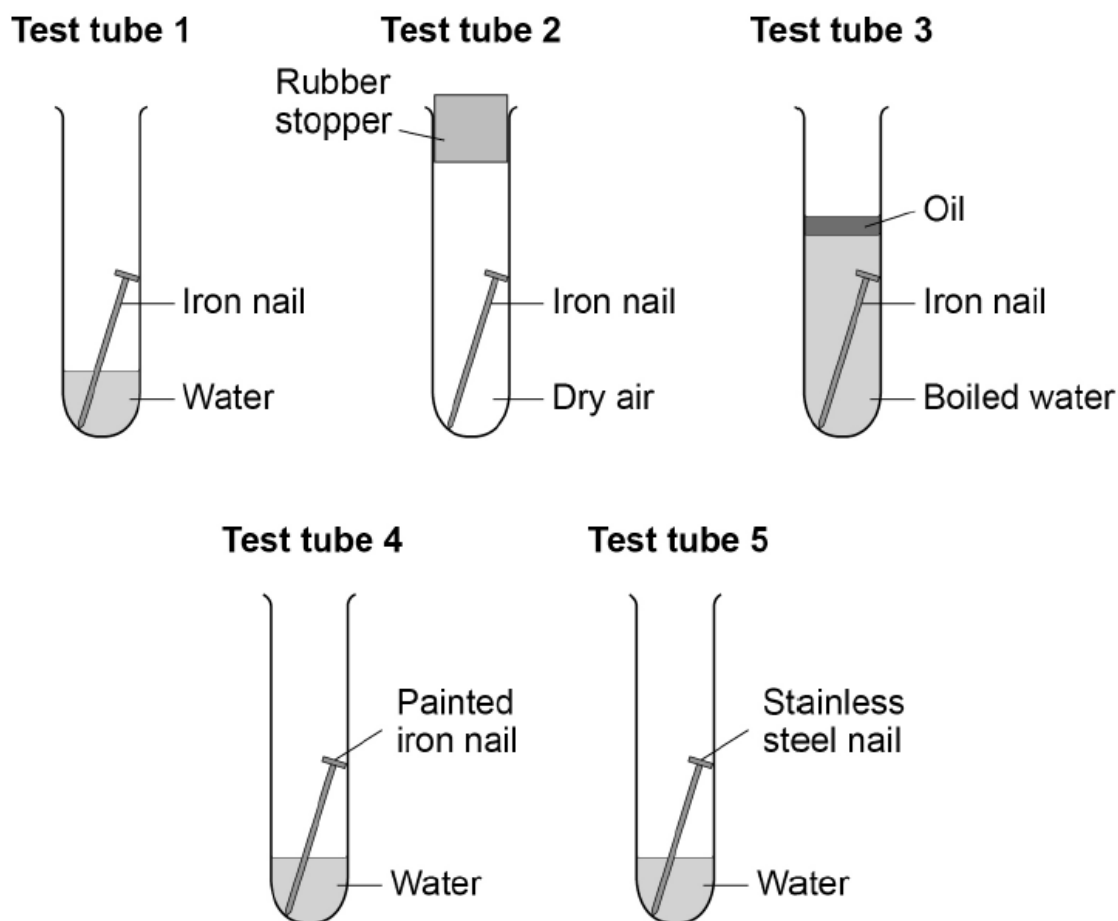 Test tube 1
Test tube 2
Test tube 3
Rubber
stopper
Oil
Iron nail
Iron nail
Iron nail
Water
Dry air
Boiled water
Test tube 4
Test tube 5
Painted
iron nail
Stainless
steel nail
Water
Water